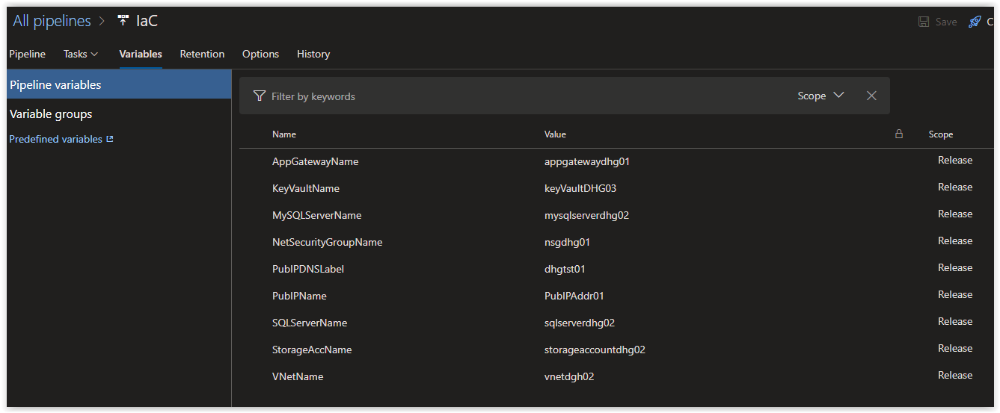 All pipelines > IaC
Save C
Pipeline Tasks Variables Retention Options History
Pipeline variables
Variable groups
Predefined variables
Filter by keywords Scope
Name Value Scope
AppGatewayName appgatewaydhg01 Release
KeyVaultName keyVaultDHG03 Release
MySQLServerName mysqlserverdhg02 Release
NetSecurityGroupName nsgdhg01 Release
PubIPDNSLabel dhgtst01 Release
PubIPName PubIPAddr01 Release
SQLServerName sqlserverdhg02 Release
StorageAccName storageaccountdhg02 Release
VNetName vnetdgh02 Release